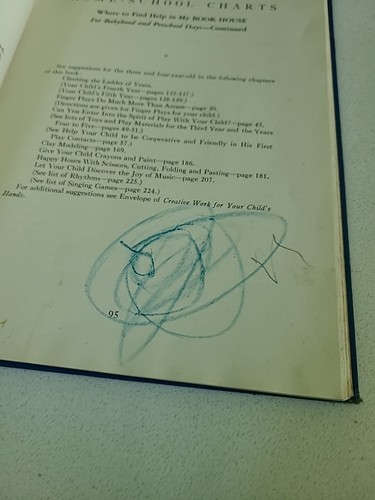 SCHOOL CHARTS
Where to Find Help in My BOOK HOUSE
For Babyhood and Preschool Days—Continued
See suggestions for the three and four-year-old in the following chapters
of this book:
Climbing the Ladder of Years.
(Your Child's Fourth Year—pages 115-137.)
(Your Child's Fifth Year—pages 138-149.)
Finger Plays Do Much More Than Amuse—page 39.
(Directions are given for Finger Plays for your child.)
Can You Enter Into the Spirit of Play With Your Child?—page 45.
(See lists of Toys and Play Materials for the Third Year and the Years
Four to Five—pages 49-51.)
(See Help Your Child to be Cooperative and Friendly in His First
Play Contacts—page 57.)
Clay Modeling—page 169.
Give Your Child Crayons and Paint—page 186.
Happy Hours With Scissors, Cutting, Folding and Pasting—page 181.
Let Your Child Discover the Joy of Music—page 207.
(See list of Rhythms—page 225.)
(See list of Singing Games—page 224.)
For additional suggestions see Envelope of Creative Work for Your Child's
Hands.
95